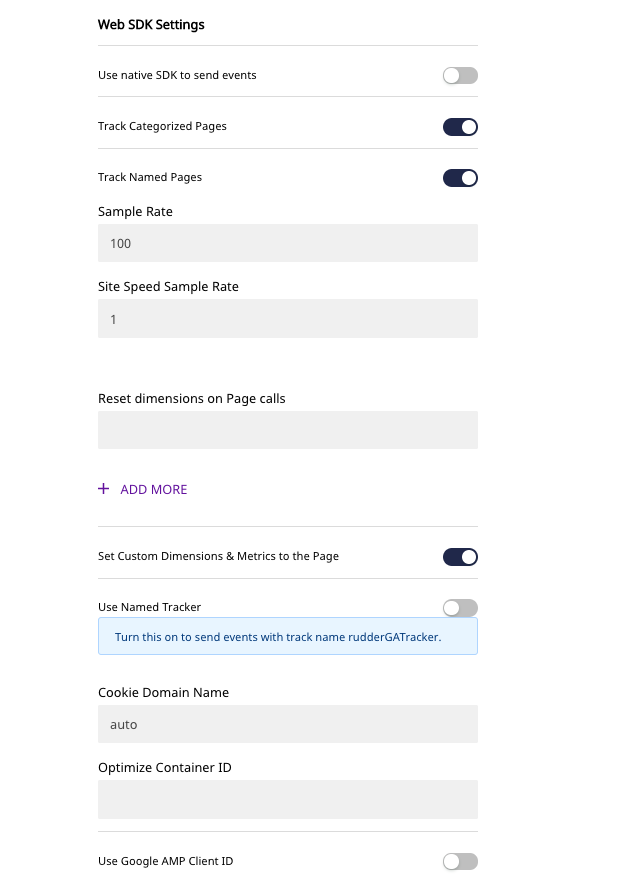 Web SDK Settings
Use native SDK to send events
Track Categorized Pages
Track Named Pages
Sample Rate
100
Site Speed Sample Rate
1
Reset dimensions on Page calls
+ ADD MORE
Set Custom Dimensions & Metrics to the Page
Use Named Tracker
Turn this on to send events with track name rudderGATracker.
Cookie Domain Name
auto
Optimize Container ID
Use Google AMP Client ID